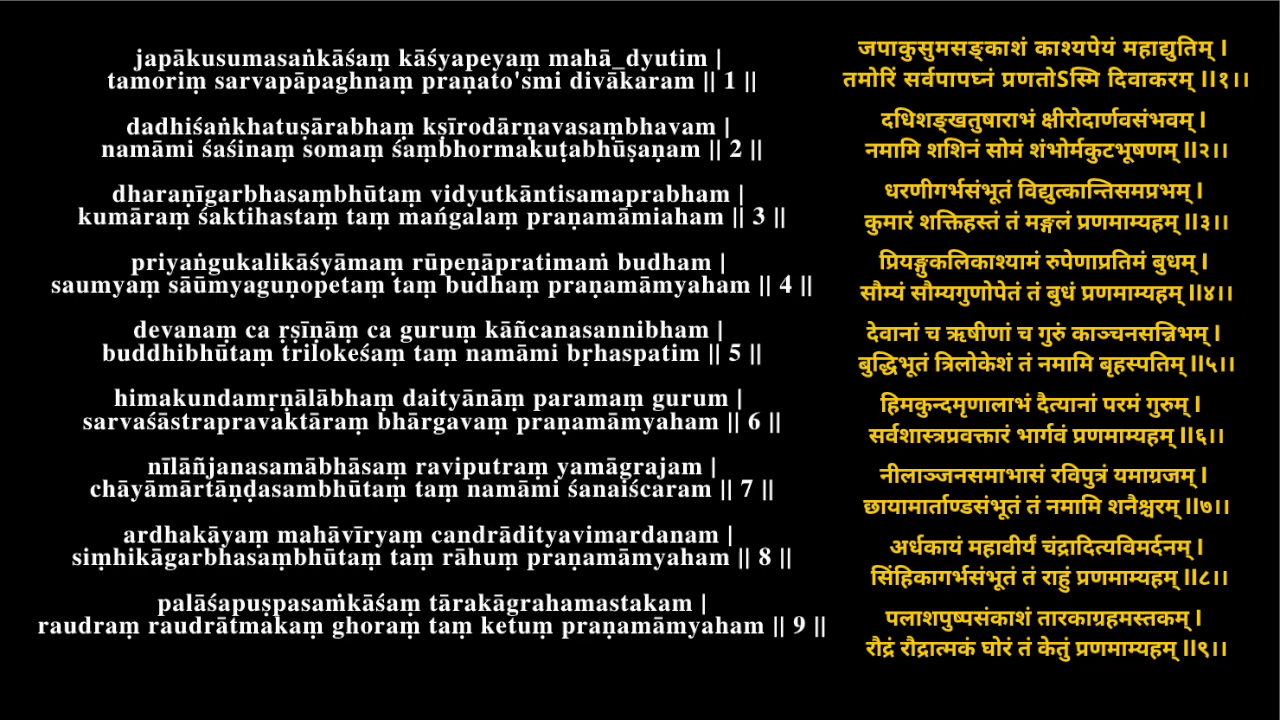 japākusumasaṅkāśaṃ kāśyapeyaṃ mahā_dyutim |
tamoriṃ sarvapāpaghnaṃ praṇato'smi divākaram || 1 ||
dadhiśaṅkhatuṣārabhaṃ kṣīrodārṇavasaṃbhavam |
namāmi śaśinaṃ somaṃ śaṃbhormakuṭabhūṣaṇam || 2 ||
dharaṇīgarbhasaṃbhūtaṃ vidyutkāntisamaprabham |
kumāraṃ śaktihastaṃ taṃ mańgalaṃ praṇamāmiaham || 3 ||
priyaṅgukalikāśyāmaṃ rūpeṇāpratimaṁ budham |
saumyaṃ sāūmyaguṇopetaṃ taṃ budhaṃ praṇamāmyaham || 4 ||
devanaṃ ca ṛṣīṇāṃ ca guruṃ kāñcanasannibham |
buddhibhūtaṃ trilokeśaṃ taṃ namāmi bṛhaspatim || 5 ||
himakundamṛṇālābhaṃ daityānāṃ paramaṃ gurum |
sarvaśāstrapravaktāraṃ bhārgavaṃ praṇamāmyaham || 6 ||
nīlāñjanasamābhāsaṃ raviputraṃ yamāgrajam |
chāyāmārtāṇḍasambhūtaṃ taṃ namāmi śanaiścaram || 7 ||
ardhakāyaṃ mahāvīryaṃ candrādityavimardanam |
siṃhikāgarbhasaṃbhūtaṃ taṃ rāhuṃ praṇamāmyaham || 8 ||
palāśapuṣpasaṁkāśaṃ tārakāgrahamastakam |
raudraṃ raudrātmakaṃ ghoraṃ taṃ ketuṃ praṇamāmyaham || 9 ||
जपाकुसुमसङ्काशं काश्यपेयं महाद्युतिम् |
तमोरिं सर्वपापघ्नं प्रणतोऽस्मि दिवाकरम् ||१||
दधिशङ्खतुषाराभं क्षीरोदार्णवसंभवम् |
नमामि शशिनं सोमं शंभोर्मकुटभूषणम् ||२||
धरणीगर्भसंभूतं विद्युत्कान्तिसमप्रभम् |
कुमारं शक्तिहस्तं तं मङ्गलं प्रणमाम्यहम् ||३||
प्रियङ्गुकलिकाश्यामं रुपेणाप्रतिमं बुधम् |
सौम्यं सौम्यगुणोपेतं तं बुधं प्रणमाम्यहम् ||४||
देवानां च ऋषीणां च गुरुं काञ्चनसन्निभम् |
बुद्धिभूतं त्रिलोकेशं तं नमामि बृहस्पतिम् ||५||
हिमकुन्दमृणालाभं दैत्यानां परमं गुरुम् |
सर्वशास्त्रप्रवक्तारं भार्गवं प्रणमाम्यहम् ||६||
नीलाञ्जनसमाभासं रविपुत्रं यमाग्रजम् |
छायामार्ताण्डसंभूतं तं नमामि शनैश्चरम् ||७||
अर्धकायं महावीर्यं चंद्रादित्यविमर्दनम् |
सिंहिकागर्भसंभूतं तं राहुं प्रणमाम्यहम् ||८||
पलाशपुष्पसंकाशं तारकाग्रहमस्तकम् |
रौद्रं रौद्रात्मकं घोरं तं केतुं प्रणमाम्यहम् ||९||